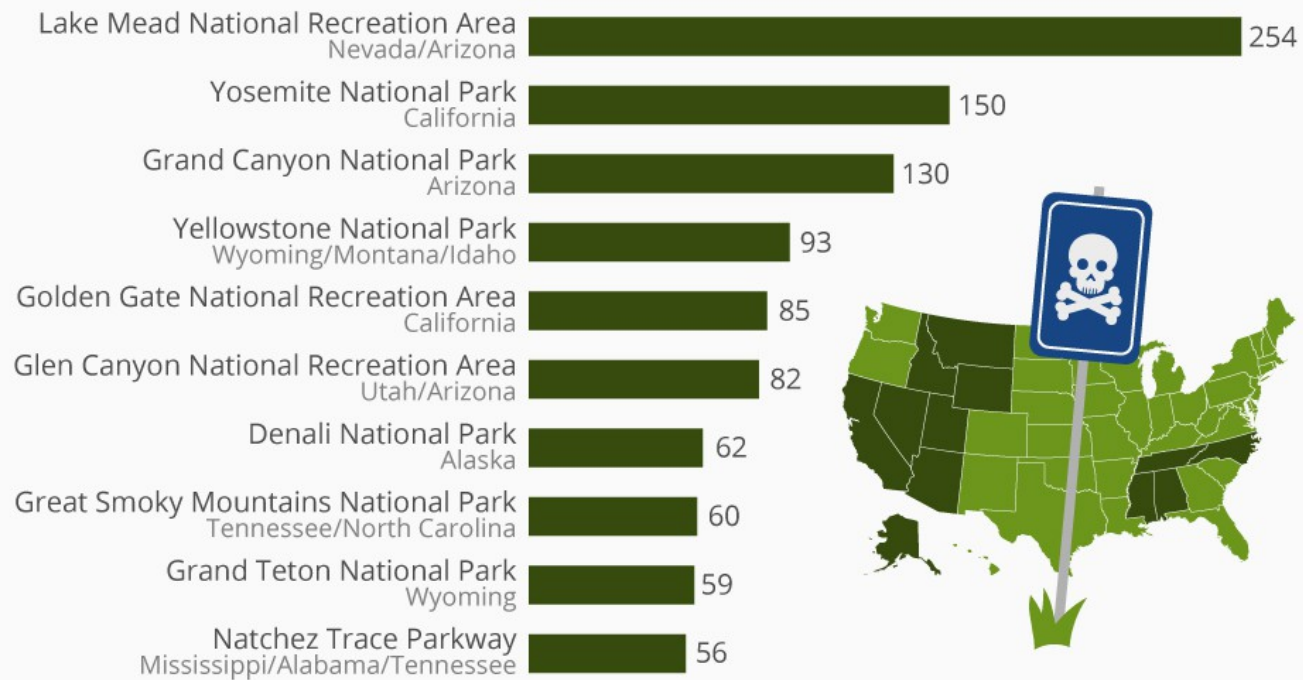 Lake Mead National Recreation Area
Nevada/Arizona
254
Yosemite National Park
California
150
Grand Canyon National Park
Arizona
130
Yellowstone National Park
Wyoming/Montana/Idaho
93
Golden Gate National Recreation Area
California
85
Glen Canyon National Recreation Area
Utah/Arizona
82
Denali National Park
Alaska
62
Great Smoky Mountains National Park
Tennessee/North Carolina
60
Grand Teton National Park
Wyoming
59
Natchez Trace Parkway
Mississippi/Alabama/Tennessee
56